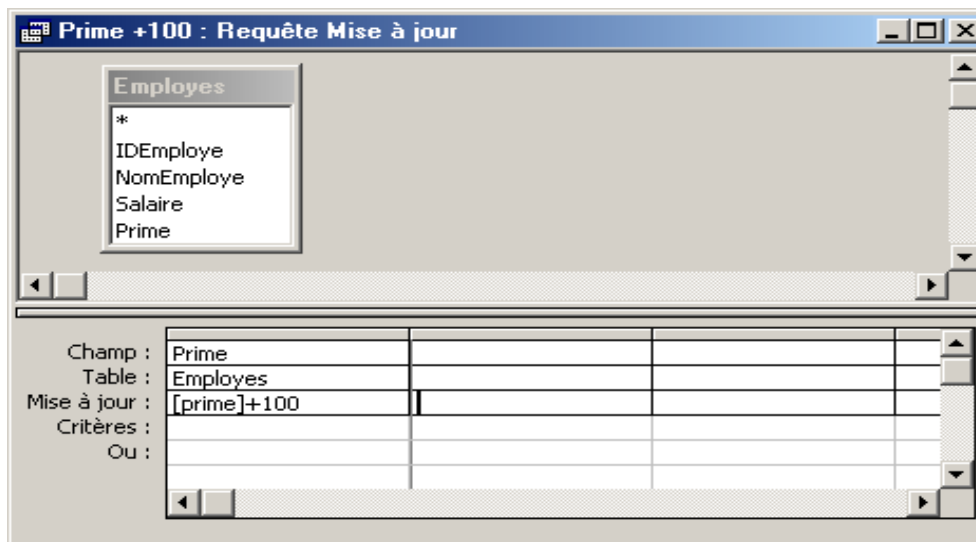 Prime +100 : Requête Mise à jour
Employes
*
IDEmploye
NomEmploye
Salaire
Prime
Champ : Prime
Table : Employes
Mise à jour : [prime]+100
Critères :
Ou :